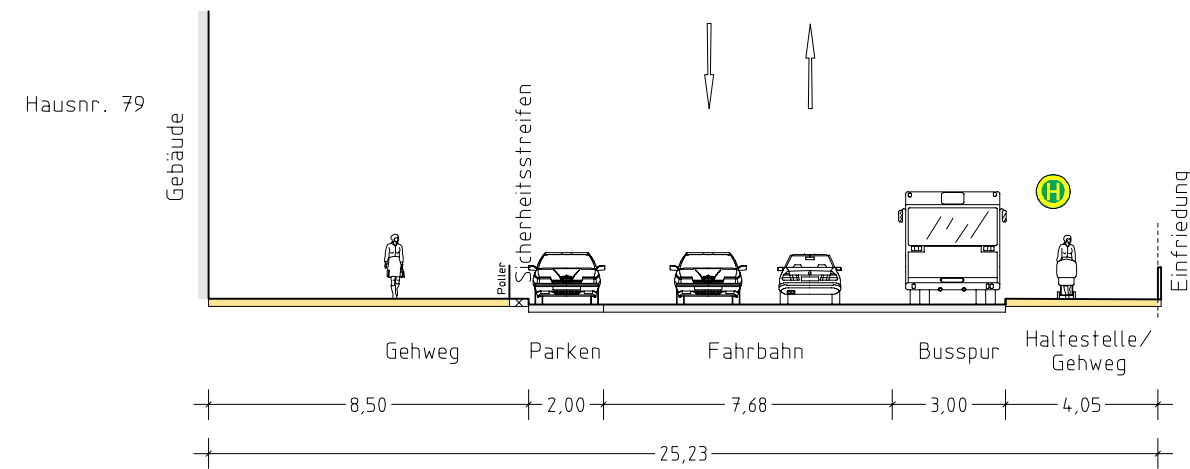 Hausnr. 79
Gebäude
Sicherheitsstreifen
Poller
H
Einfriedung
Gehweg
Parken
Fahrbahn
Busspur
Haltestelle/
Gehweg
8,50
2,00
7,68
3,00
4,05
25,23